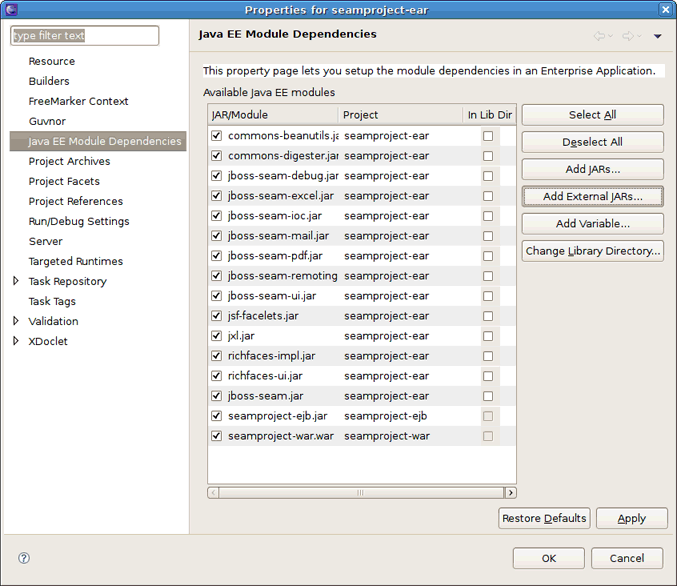 Properties for seamproject-ear
type filter text
Resource
Builders
FreeMarker Context
Guvnor
Java EE Module Dependencies
Project Archives
Project Facets
Project References
Run/Debug Settings
Server
Targeted Runtimes
Task Repository
Task Tags
Validation
XDoclet
Java EE Module Dependencies
This property page lets you setup the module dependencies in an Enterprise Application.
Available Java EE modules
JAR/Module Project In Lib Dir
commons-beanutils.ja seamproject-ear
commons-digester.jar seamproject-ear
jboss-seam-debug.jar seamproject-ear
jboss-seam-excel.jar seamproject-ear
jboss-seam-ioc.jar seamproject-ear
jboss-seam-mail.jar seamproject-ear
jboss-seam-pdf.jar seamproject-ear
jboss-seam-remoting seamproject-ear
jboss-seam-ui.jar seamproject-ear
jsf-facelets.jar seamproject-ear
jxl.jar seamproject-ear
richfaces-impl.jar seamproject-ear
richfaces-ui.jar seamproject-ear
jboss-seam.jar seamproject-ear
seamproject-ejb.jar seamproject-ejb
seamproject-war.war seamproject-war
Select All
Deselect All
Add JARs...
Add External JARs...
Add Variable...
Change Library Directory...
Restore Defaults
Apply
?
OK
Cancel